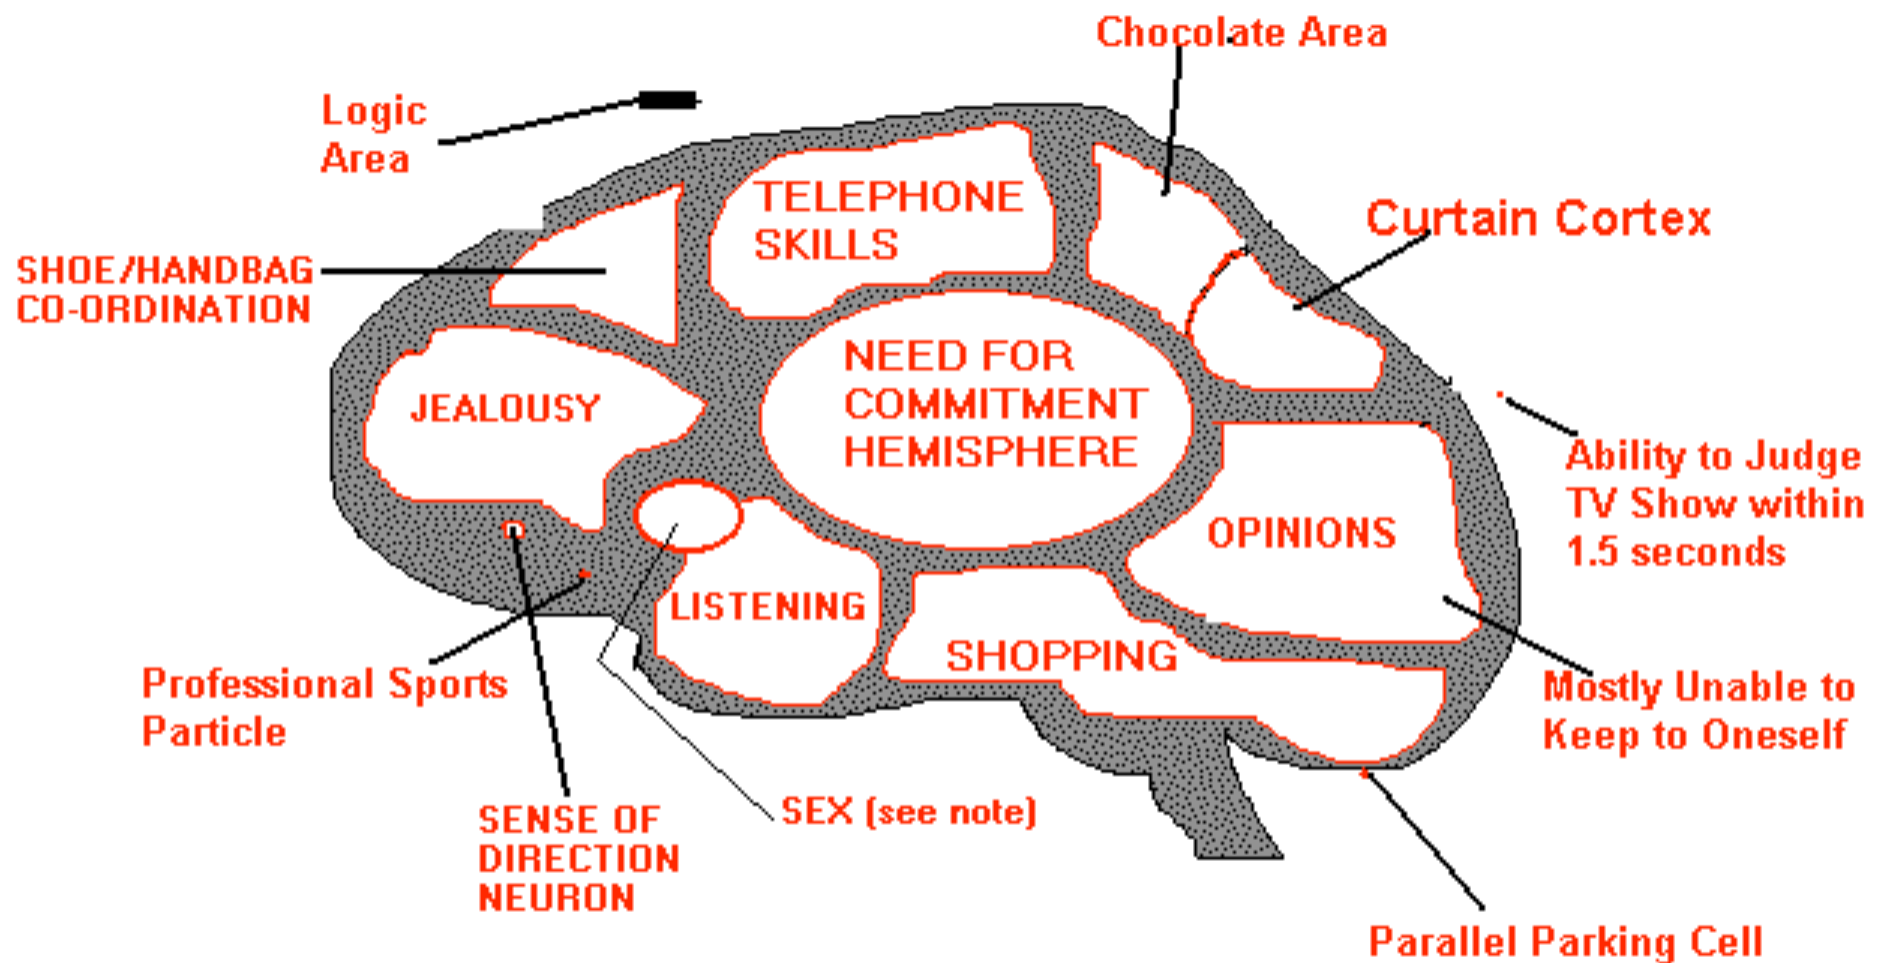 Chocolate Area
Logic
Area
TELEPHONE
SKILLS
Curtain Cortex
SHOE/HANDBAG
CO-ORDINATION
NEED FOR
COMMITMENT
HEMISPHERE
JEALOUSY
Ability to Judge
TV Show within
1.5 seconds
OPINIONS
LISTENING
SHOPPING
Professional Sports
Particle
Mostly Unable to
Keep to Oneself
SENSE OF
DIRECTION
NEURON
SEX (see note)
Parallel Parking Cell